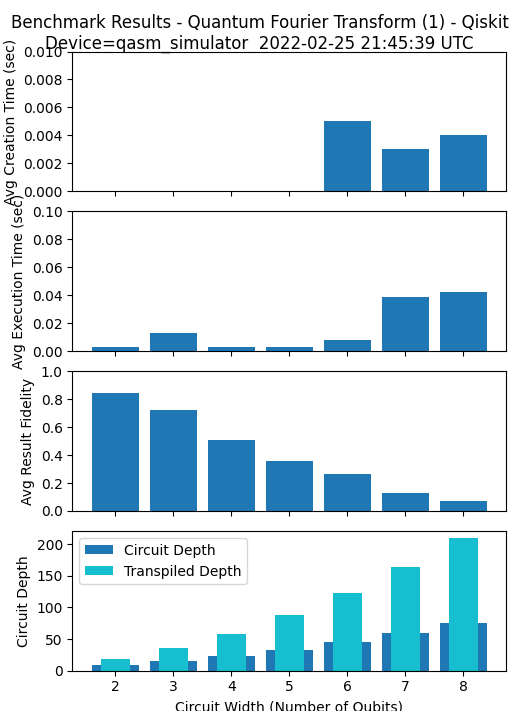 Benchmark Results - Quantum Fourier Transform (1) - Qiskit
Device=qasm_simulator 2022-02-25 21:45:39 UTC
Avg Creation Time (sec)
0.010
0.008
0.006
0.004
0.002
0.000
Avg Execution Time (sec)
0.10
0.08
0.06
0.04
0.02
0.00
Avg Result Fidelity
1.0
0.8
0.6
0.4
0.2
0.0
Circuit Depth
200
150
100
50
0
Circuit Depth
Transpiled Depth
2 3 4 5 6 7 8
Circuit Width (Number of Qubits)